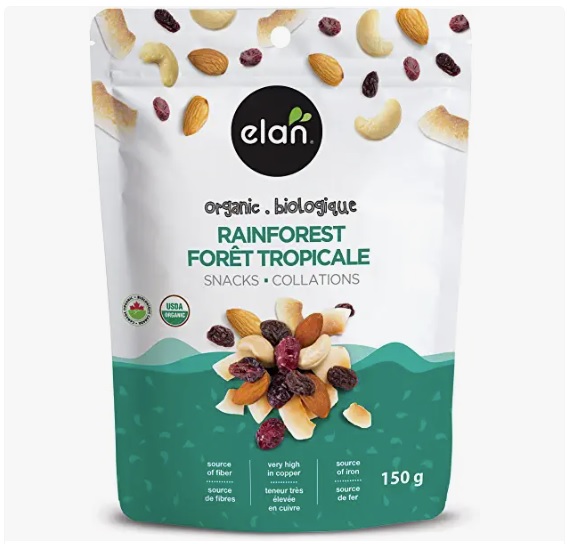 elan
organic . biologique
RAINFOREST
FORÊT TROPICALE
SNACKS • COLLATIONS
USDA
ORGANIC
source
of fiber
source
de fibres
very high
in copper
teneur très
élevée
en cuivre
source
of iron
source
de fer
150 g